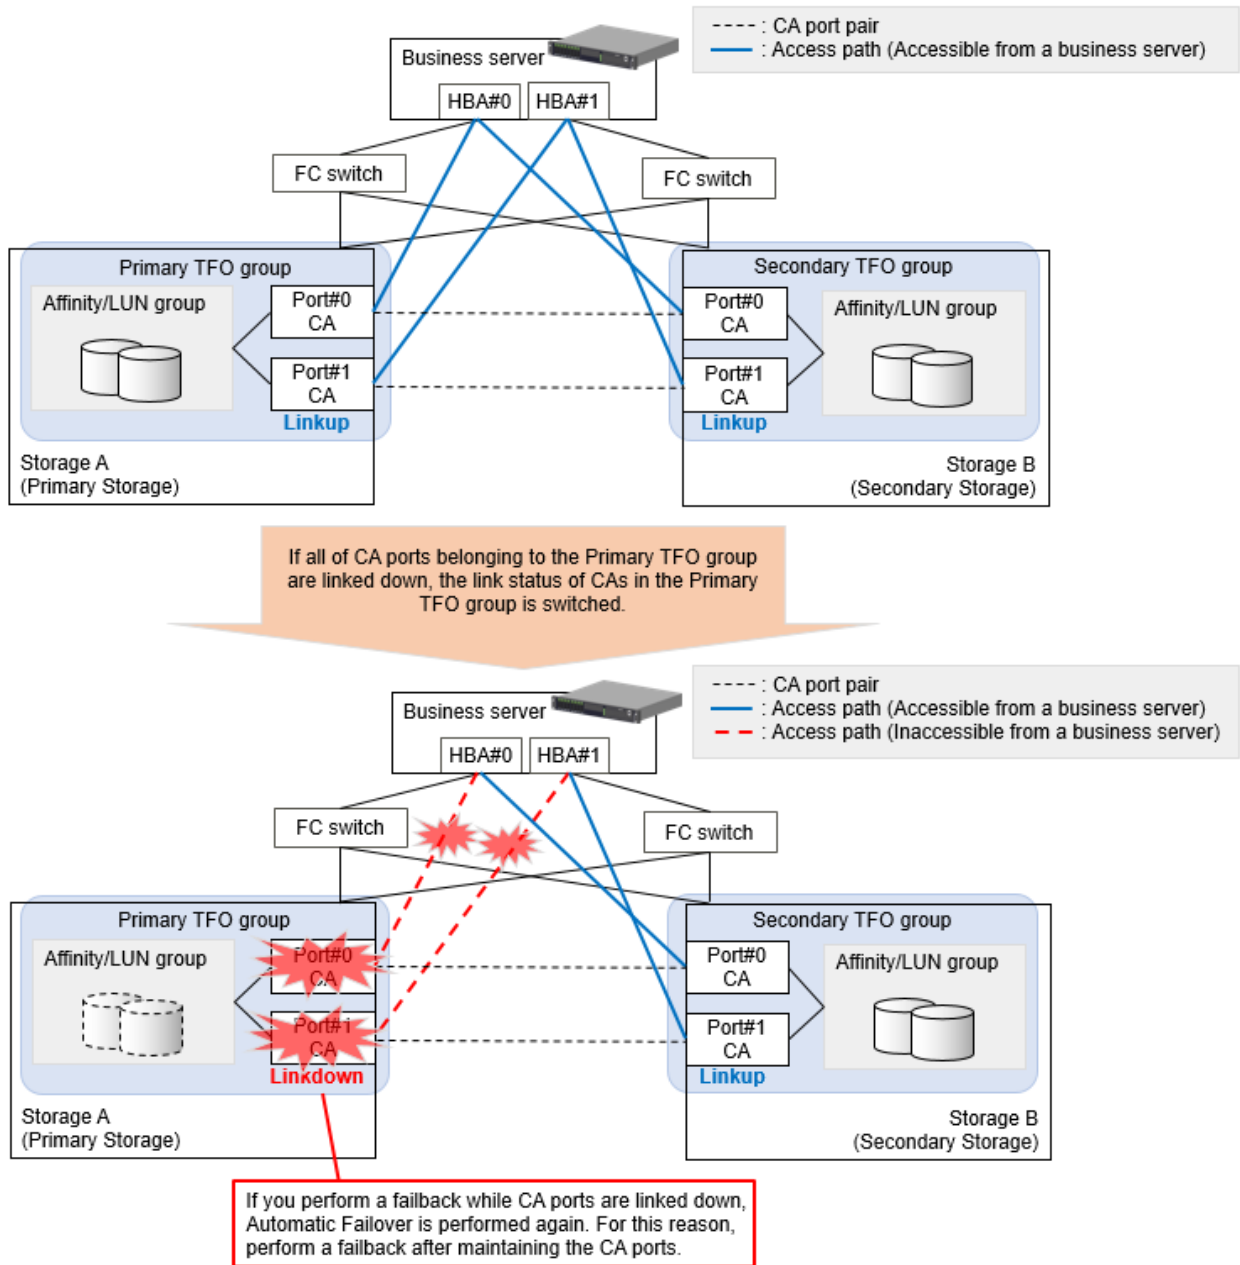 ---- : CA port pair
— : Access path (Accessible from a business server)
Business server
HBA#0 HBA#1
FC switch
FC switch
Primary TFO group
Affinity/LUN group
Port#0
CA
Port#1
CA
Linkup
Storage A
(Primary Storage)
Secondary TFO group
Port#0
CA
Port#1
CA
Linkup
Affinity/LUN group
Storage B
(Secondary Storage)
If all of CA ports belonging to the Primary TFO group
are linked down, the link status of CAs in the Primary
TFO group is switched.
---- : CA port pair
— : Access path (Accessible from a business server)
- - : Access path (Inaccessible from a business server)
Business server
HBA#0 HBA#1
FC switch
FC switch
Primary TFO group
Affinity/LUN group
Port#0
CA
Port#1
CA
Linkdown
Storage A
(Primary Storage)
Secondary TFO group
Port#0
CA
Port#1
CA
Linkup
Affinity/LUN group
Storage B
(Secondary Storage)
If you perform a failback while CA ports are linked down,
Automatic Failover is performed again. For this reason,
perform a failback after maintaining the CA ports.